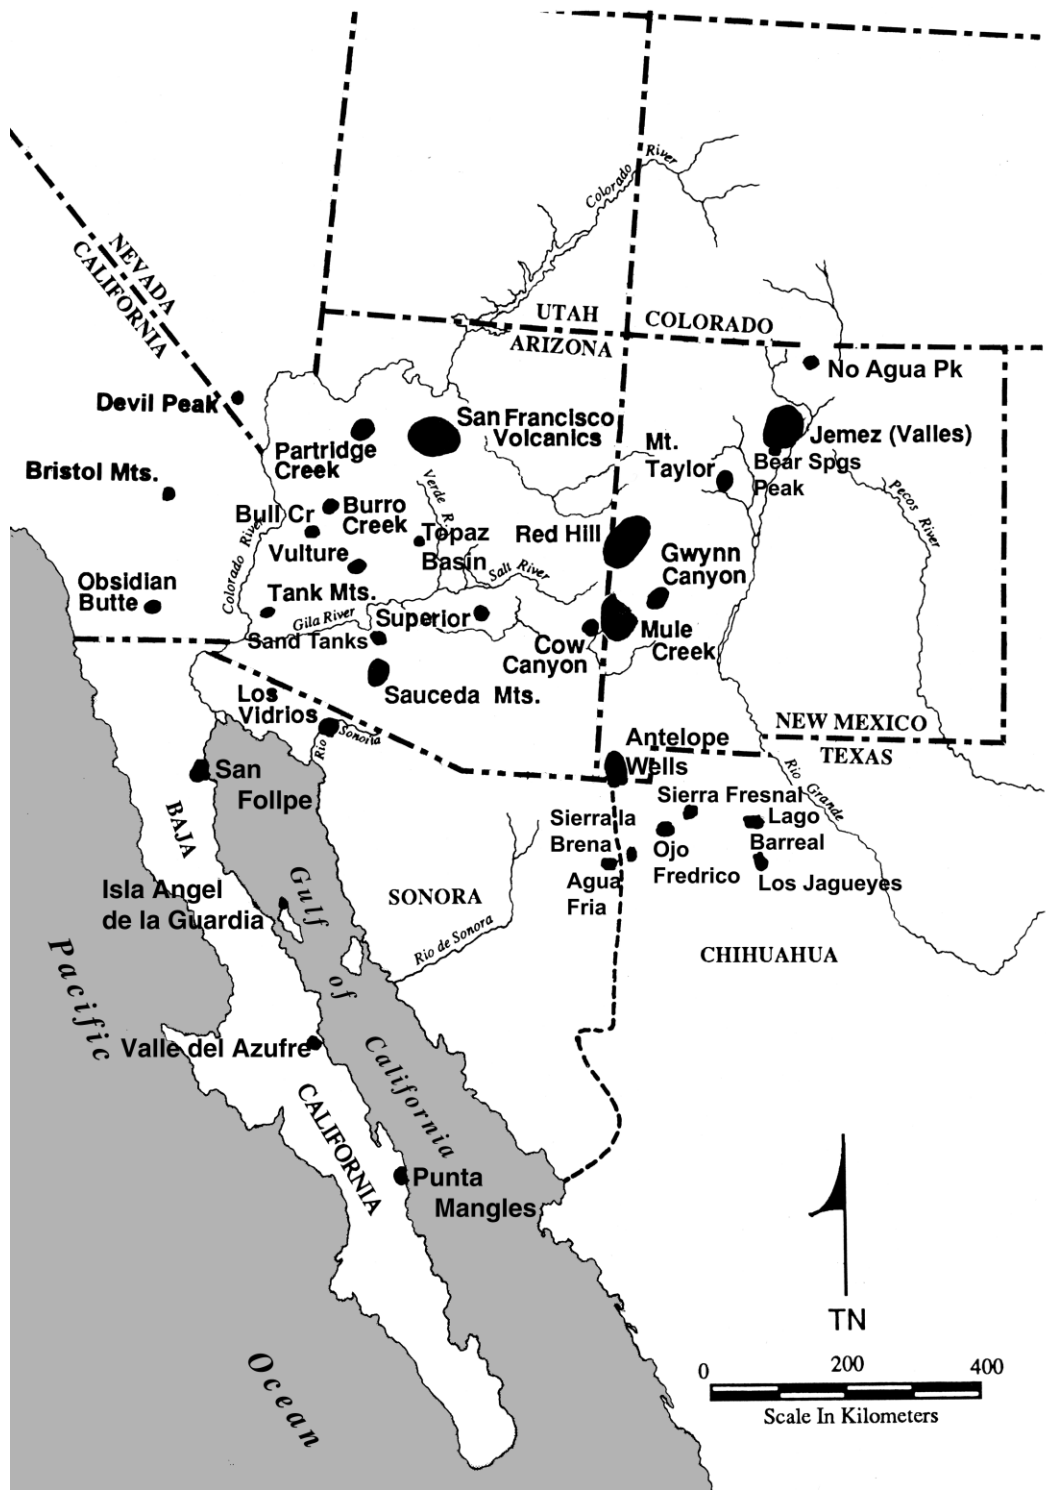 Colorado
River
NEVADA
CALIFORNIA
UTAH
COLORADO
ARIZONA
No Agua Pk
Devil Peak
San Francisco
Volcanics
Jemez (Valles)
Partridge
Creek
Mt.
Taylor
Bear Spgs
Peak
Bristol Mts.
Verde R
Pecos River
Bull Cr
Burro
Creek
Topaz
Basin
Red Hill
Gwynn
Canyon
Vulture
Colorado River
Salt River
Obsidian
Butte
Tank Mts.
Gila River
Superior
Sand Tanks
Cow
Canyon
Mule
Creek
Sauceda Mts.
Los
Vidrios
Rio Sonoria
NEW MEXICO
TEXAS
Antelope
Wells
Rio Grande
San
Follpe
BAJA
Sierra Fresnal
Sierra la
Brena
Lago
Barreal
Ojo
Fredrico
Agua
Fria
Los Jagueyes
Isla Angel
de la Guardia
SONORA
Rio de Sonora
CHIHUAHUA
Gulf
of
California
Pacific
Valle del Azufre
CALIFORNIA
Punta
Mangles
Ocean
TN
0 200 400
Scale In Kilometers